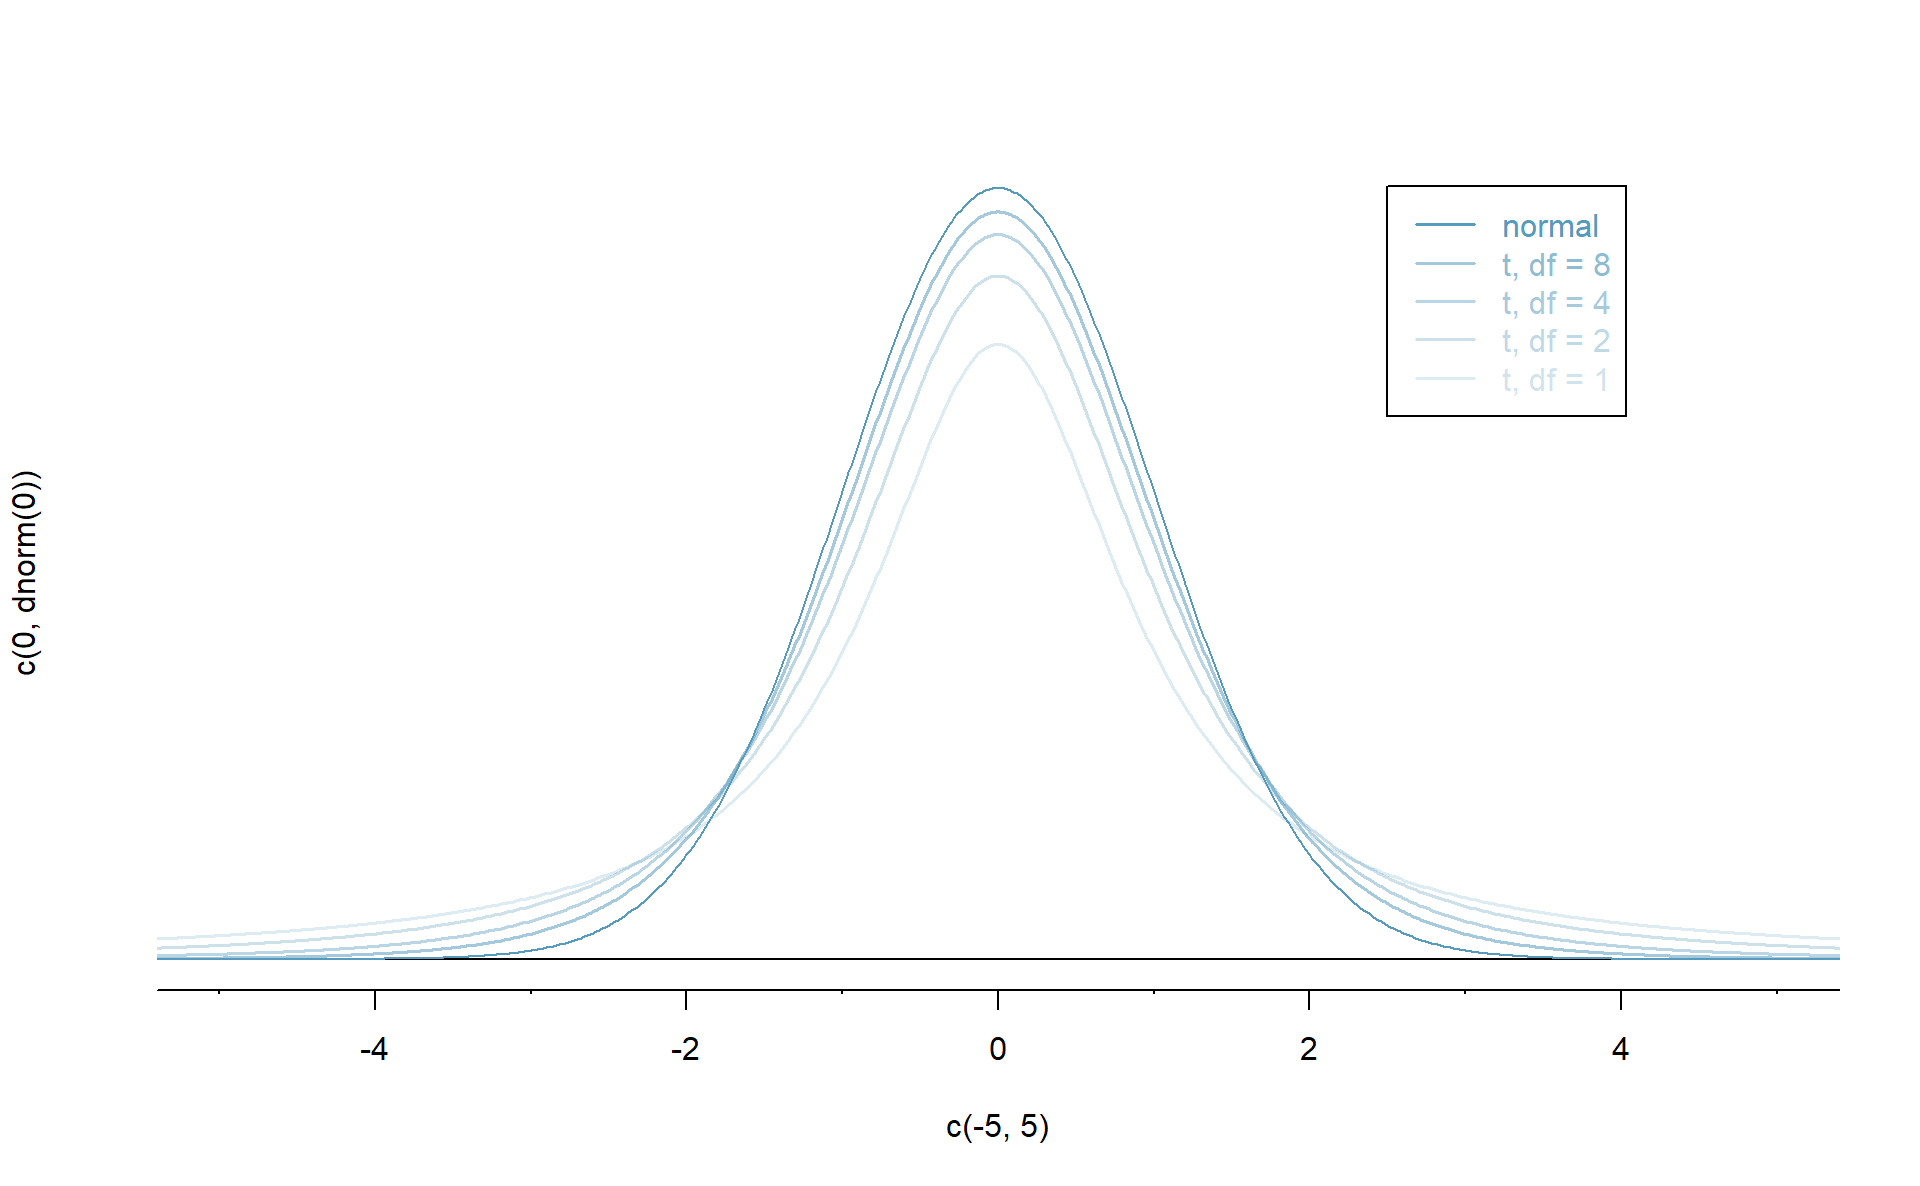 normal
t, df = 8
t, df = 4
t, df = 2
t, df = 1
c(0, dnorm(0))
-4 -2 0 2 4
c(-5, 5)